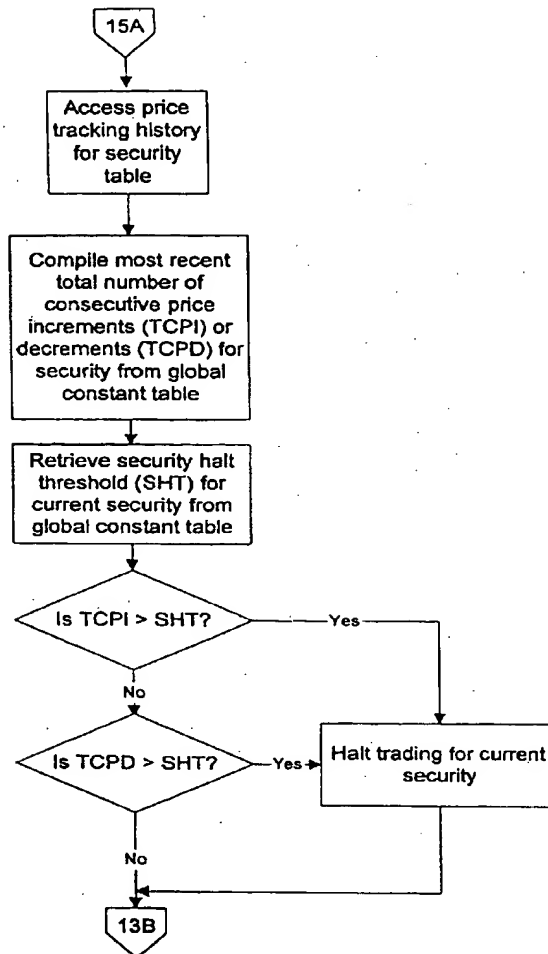 15A
Access price
tracking history
for security
table
Compile most recent
total number of
consecutive price
increments (TCPI) or
decrements (TCPD) for
security from global
constant table
Retrieve security halt
threshold (SHT) for
current security from
global constant table
Is TCPI > SHT?
Yes
No
Is TCPD > SHT?
Yes
Halt trading for current
security
No
13B